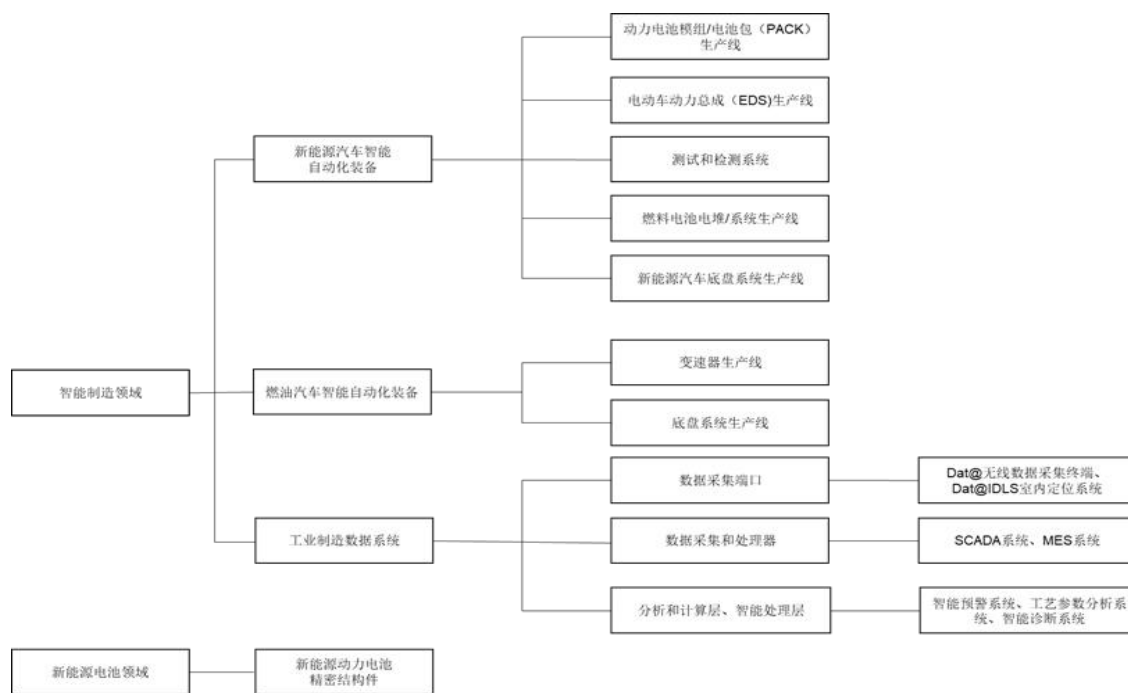 动力电池模组/电池包（PACK）
生产线
电动车动力总成（EDS)生产线
新能源汽车智能
自动化装备
测试和检测系统
燃料电池电堆/系统生产线
新能源汽车底盘系统生产线
变速器生产线
智能制造领域
燃油汽车智能自动化装备
底盘系统生产线
数据采集端口
Dat@无线数据采集终端、
Dat@IDLS室内定位系统
工业制造数据系统
数据采集和处理器
SCADA系统、MES系统
分析和计算层、智能处理层
智能预警系统、工艺参数分析系
统、智能诊断系统
新能源电池领域
新能源动力电池
精密结构件